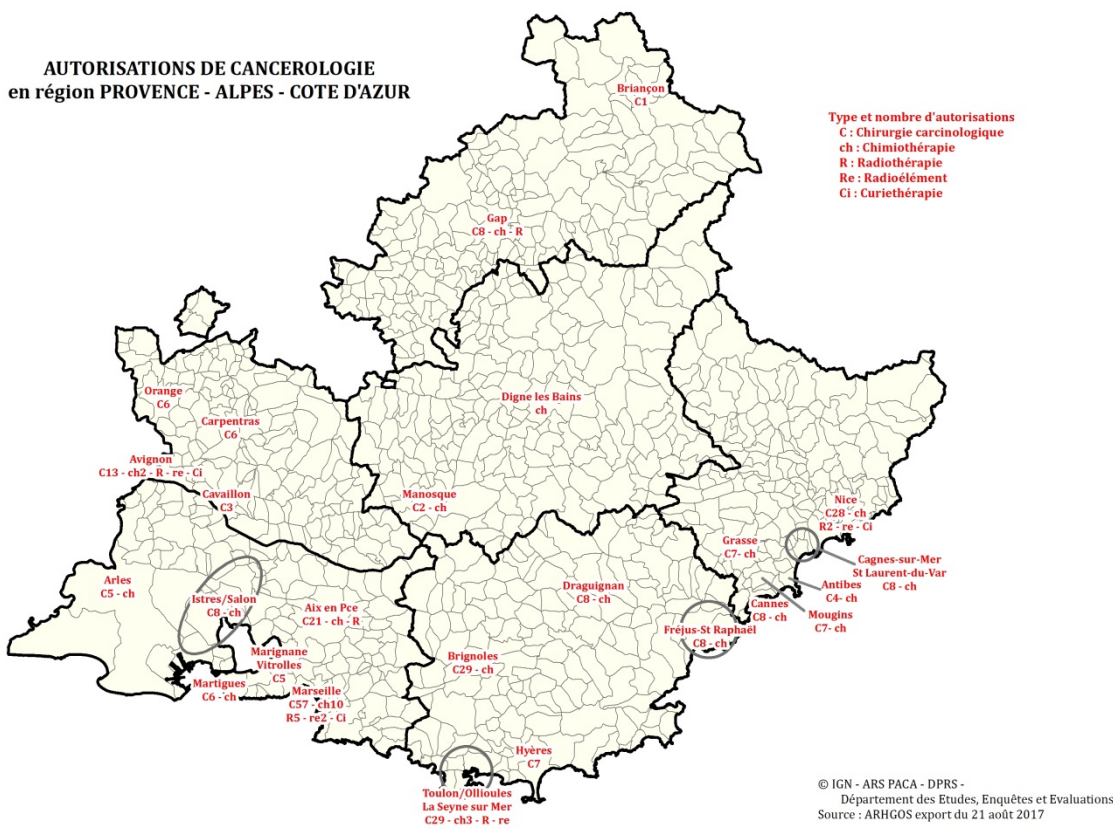 AUTORISATIONS DE CANCEROLOGIE
en région PROVENCE - ALPES - COTE D'AZUR
Type et nombre d'autorisations
C : Chirurgie carcinologique
ch : Chimiothérapie
R : Radiothérapie
Re : Radioélément
Ci : Curiethérapie
Briançon
C1
Gap
C8 - ch - R
Orange
C6
Carpentras
C6
Digne les Bains
ch
Avignon
C13 - ch2 - R - re - Ci
Cavaillon
C3
Manosque
C2 - ch
Nice
C28 - ch
R2 - re - Ci
Grasse
C7- ch
Cagnes-sur-Mer
St Laurent-du-Var
C8 - ch
Antibes
C4- ch
Cannes
C8 - ch
Mougins
C7- ch
Arles
C5 - ch
Istres/Salon
C8 - ch
Aix en Pce
C21 - ch - R
Draguignan
C8 - ch
Fréjus-St Raphaël
C8 - ch
Marignane
Vitrolles
C5
Brignoles
C29 - ch
Martigues
C6 - ch
Marseille
C57 - ch10
R5 - re2 - Ci
Hyères
C7
Toulon/Ollioules
La Seyne sur Mer
C29 - ch3 - R - re
© IGN - ARS PACA - DPRS -
Département des Etudes, Enquêtes et Evaluations
Source : ARHGOS export du 21 août 2017